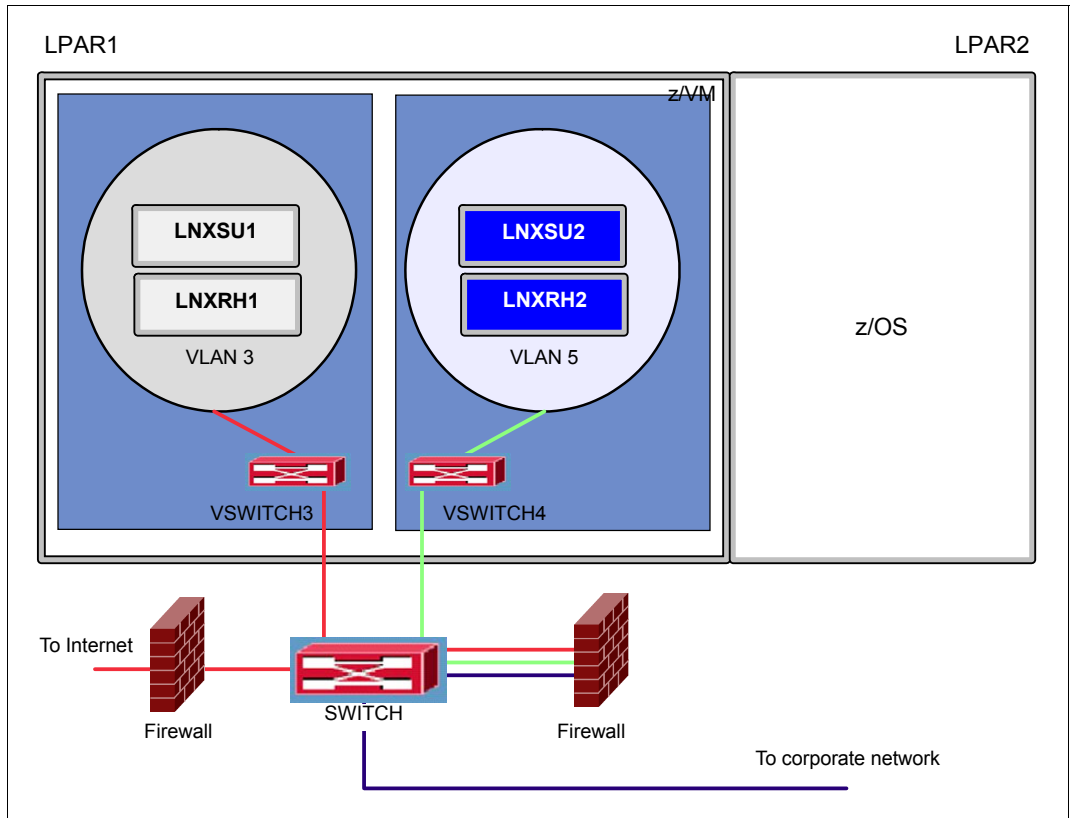 LPAR1
LPAR2
z/VM
LNXSU1
LNXSU2
LNXRH1
LNXRH2
VLAN 3
VLAN 5
z/OS
VSWITCH3
VSWITCH4
To Internet
SWITCH
Firewall
Firewall
To corporate network